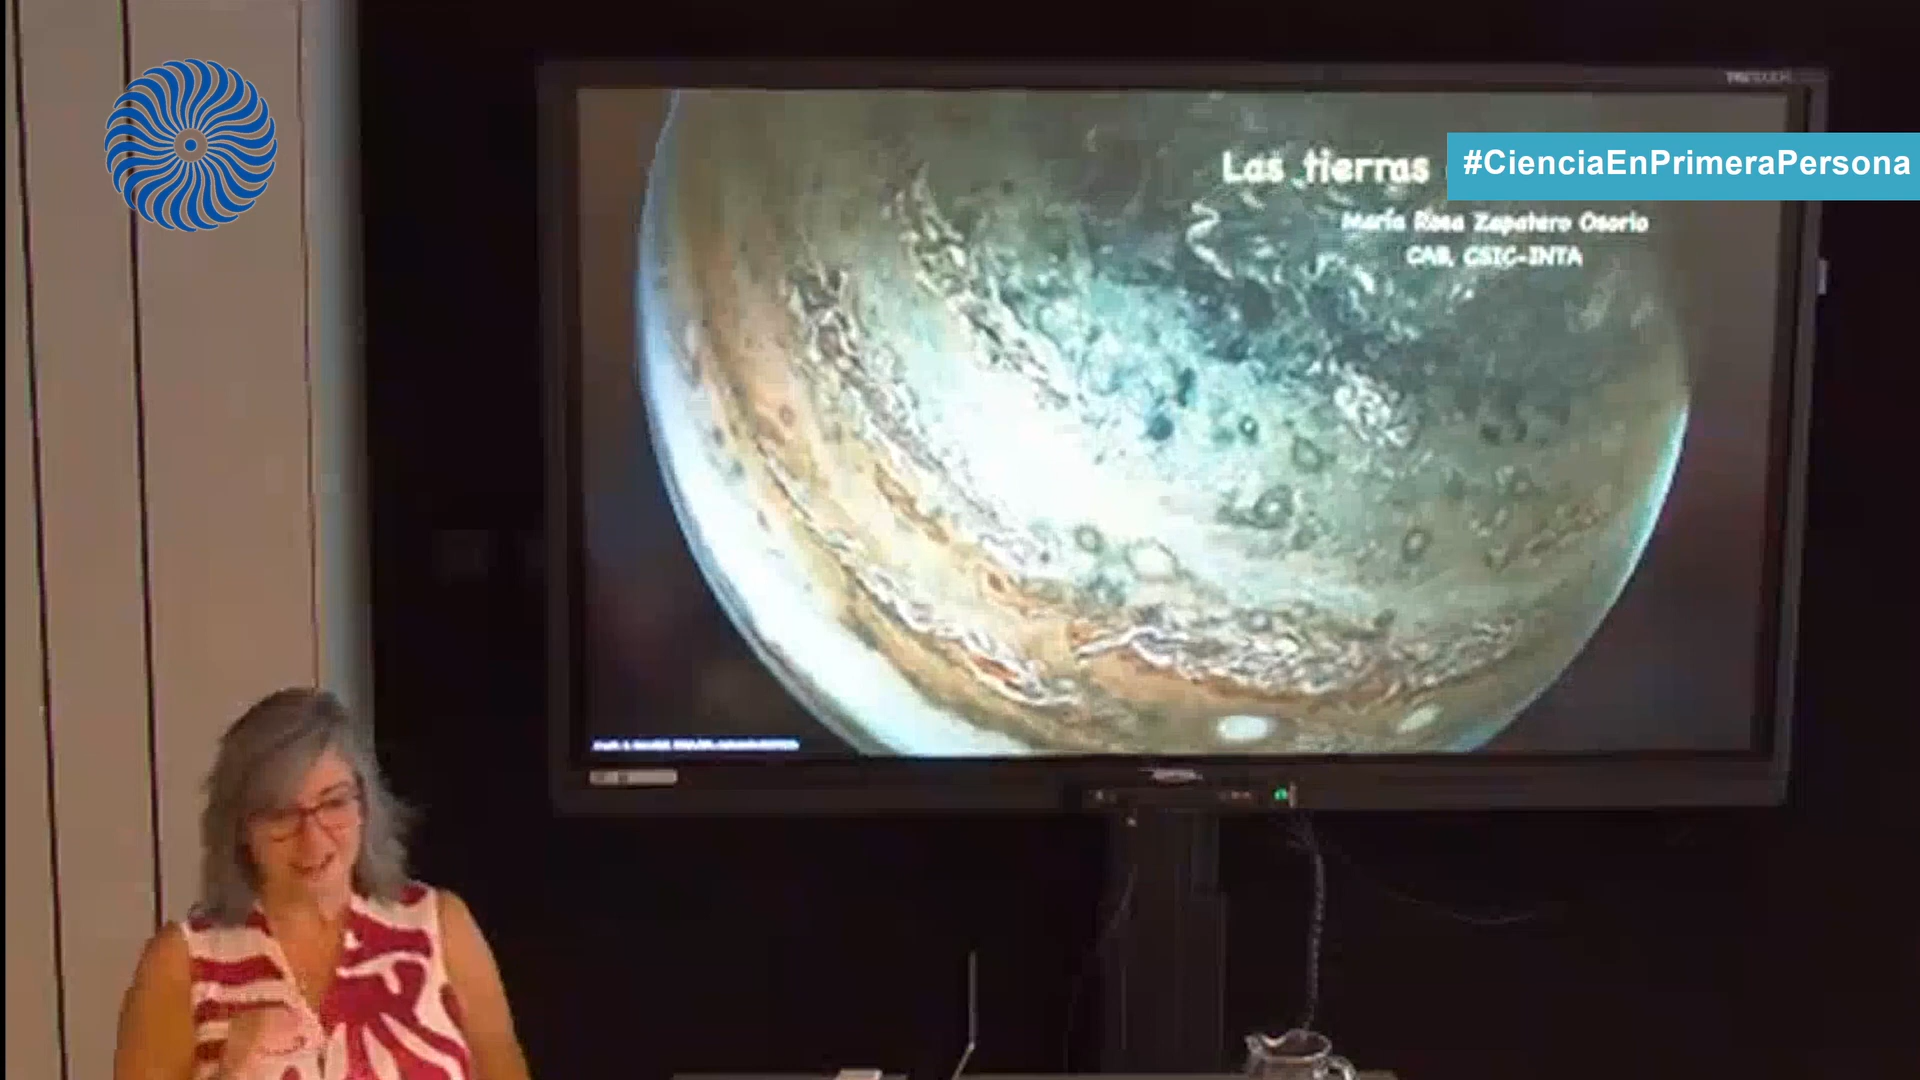 #CienciaEnPrimeraPersona
Las tierras
María Rosa Zapatero Osorio
CAB, CSIC-INTA